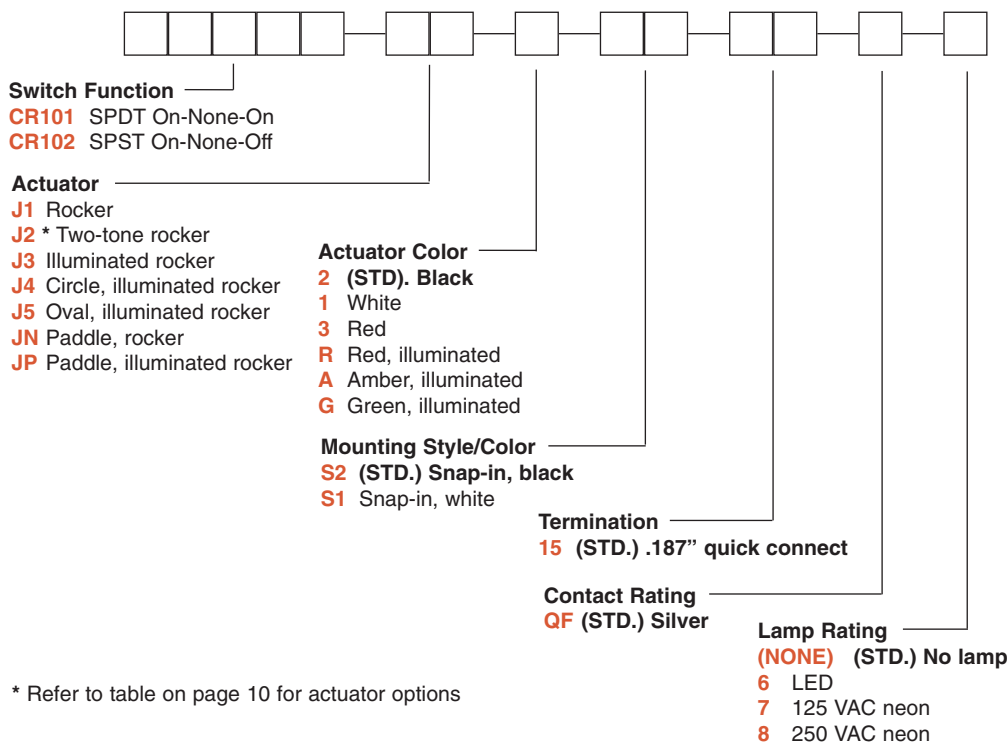 Switch Function
CR101 SPDT On-None-On
CR102 SPST On-None-Off
Actuator
J1 Rocker
J2 * Two-tone rocker
J3 Illuminated rocker
J4 Circle, illuminated rocker
J5 Oval, illuminated rocker
JN Paddle, rocker
JP Paddle, illuminated rocker
Actuator Color
2 (STD). Black
1 White
3 Red
R Red, illuminated
A Amber, illuminated
G Green, illuminated
Mounting Style/Color
S2 (STD.) Snap-in, black
S1 Snap-in, white
Termination
15 (STD.) .187” quick connect
Contact Rating
QF (STD.) Silver
Lamp Rating
(NONE) (STD.) No lamp
6 LED
7 125 VAC neon
8 250 VAC neon
* Refer to table on page 10 for actuator options